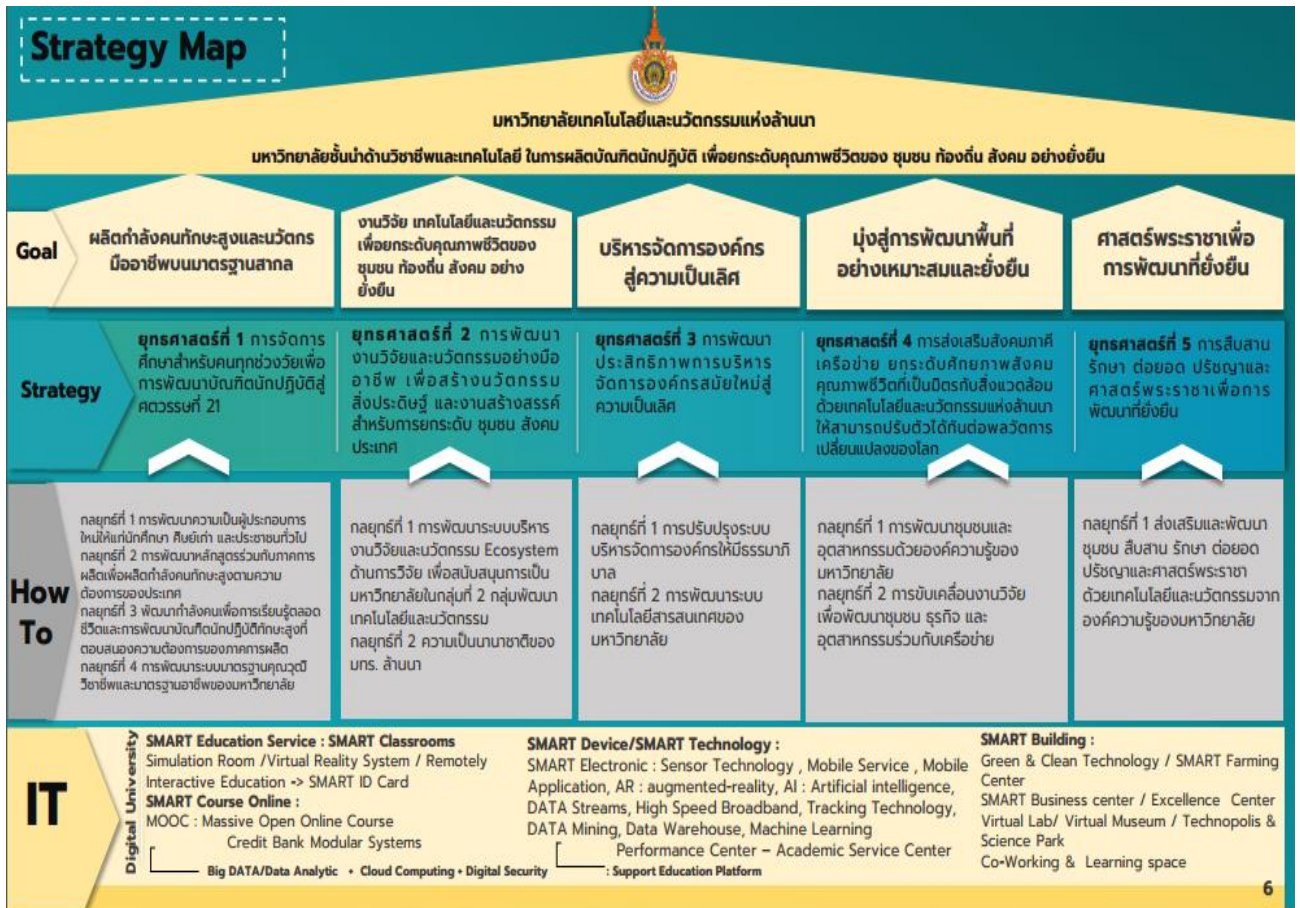 Strategy Map
มหาวิทยาลัยเทคโนโลยีและนวัตกรรมแห่งล้านนา
มหาวิทยาลัยชั้นนำด้านวิชาชีพและเทคโนโลยี ในการผลิตบัณฑิตนักปฏิบัติ เพื่อยกระดับคุณภาพชีวิตของ ชุมชน ท้องถิ่น สังคม อย่างยั่งยืน
Goal
ผลิตกำลังคนทักษะสูงและนวัตกร
มืออาชีพบนมาตรฐานสากล
งานวิจัย เทคโนโลยีและนวัตกรรม
เพื่อยกระดับคุณภาพชีวิตของ
ชุมชน ท้องถิ่น สังคม อย่าง
ยั่งยืน
บริหารจัดการองค์กร
สู่ความเป็นเลิศ
มุ่งสู่การพัฒนาพื้นที่
อย่างเหมาะสมและยั่งยืน
ศาสตร์พระราชาเพื่อ
การพัฒนาที่ยั่งยืน
Strategy
ยุทธศาสตร์ที่ 1 การจัดการ
ศึกษาสำหรับคนทุกช่วงวัยเพื่อ
การพัฒนาบัณฑิตนักปฏิบัติสู่
ศตวรรษที่ 21
ยุทธศาสตร์ที่ 2 การพัฒนา
งานวิจัยและนวัตกรรมอย่างมือ
อาชีพ เพื่อสร้างนวัตกรรม
สิ่งประดิษฐ์ และงานสร้างสรรค์
สำหรับการยกระดับ ชุมชน สังคม
ประเทศ
ยุทธศาสตร์ที่ 3 การพัฒนา
ประสิทธิภาพการบริหาร
จัดการองค์กรสมัยใหม่สู่
ความเป็นเลิศ
ยุทธศาสตร์ที่ 4 การส่งเสริมสังคมภาคี
เครือข่าย ยกระดับศักยภาพสังคม
คุณภาพชีวิตที่เป็นมิตรกับสิ่งแวดล้อม
ด้วยเทคโนโลยีและนวัตกรรมแห่งล้านนา
ให้สามารถปรับตัวได้ทันต่อพลวัตการ
เปลี่ยนแปลงของโลก
ยุทธศาสตร์ที่ 5 การสืบสาน
รักษา ต่อยอด ปรัชญาและ
ศาสตร์พระราชาเพื่อการ
พัฒนาที่ยั่งยืน
How
To
กลยุทธ์ที่ 1 การพัฒนาความเป็นผู้ประกอบการ
ใหม่ให้แก่นักศึกษา ศิษย์เก่า และประชาชนทั่วไป
กลยุทธ์ที่ 2 การพัฒนาหลักสูตรร่วมกับภาคการ
ผลิตเพื่อผลิตกำลังคนทักษะสูงตามความ
ต้องการของประเทศ
กลยุทธ์ที่ 3 พัฒนากำลังคนเพื่อการเรียนรู้ตลอด
ชีวิตและการพัฒนาบัณฑิตนักปฏิบัติทักษะสูงที่
ตอบสนองความต้องการของภาคการผลิต
กลยุทธ์ที่ 4 การพัฒนาระบบมาตรฐานคุณวุฒิ
วิชาชีพและมาตรฐานอาชีพของมหาวิทยาลัย
กลยุทธ์ที่ 1 การพัฒนาระบบบริหาร
งานวิจัยและนวัตกรรม Ecosystem
ด้านการวิจัย เพื่อสนับสนุนการเป็น
มหาวิทยาลัยในกลุ่มที่ 2 กลุ่มพัฒนา
เทคโนโลยีและนวัตกรรม
กลยุทธ์ที่ 2 ความเป็นนานาชาติของ
มทร. ล้านนา
กลยุทธ์ที่ 1 การปรับปรุงระบบ
บริหารจัดการองค์กรให้มีธรรมาภิ
บาล
กลยุทธ์ที่ 2 การพัฒนาระบบ
เทคโนโลยีสารสนเทศของ
มหาวิทยาลัย
กลยุทธ์ที่ 1 การพัฒนาชุมชนและ
อุตสาหกรรมด้วยองค์ความรู้ของ
มหาวิทยาลัย
กลยุทธ์ที่ 2 การขับเคลื่อนงานวิจัย
เพื่อพัฒนาชุมชน ธุรกิจ และ
อุตสาหกรรมร่วมกับเครือข่าย
กลยุทธ์ที่ 1 ส่งเสริมและพัฒนา
ชุมชน สืบสาน รักษา ต่อยอด
ปรัชญาและศาสตร์พระราชา
ด้วยเทคโนโลยีและนวัตกรรมจาก
องค์ความรู้ของมหาวิทยาลัย
IT
Digital University
SMART Education Service : SMART Classrooms
Simulation Room /Virtual Reality System / Remotely
Interactive Education -> SMART ID Card
SMART Course Online :
MOOC : Massive Open Online Course
Credit Bank Modular Systems
Big DATA/Data Analytic + Cloud Computing + Digital Security
SMART Device/SMART Technology :
SMART Electronic : Sensor Technology , Mobile Service , Mobile
Application, AR : augmented-reality, AI : Artificial intelligence,
DATA Streams, High Speed Broadband, Tracking Technology,
DATA Mining, Data Warehouse, Machine Learning
Performance Center – Academic Service Center
: Support Education Platform
SMART Building :
Green & Clean Technology / SMART Farming
Center
SMART Business center / Excellence Center
Virtual Lab/ Virtual Museum / Technopolis &
Science Park
Co-Working & Learning space
6